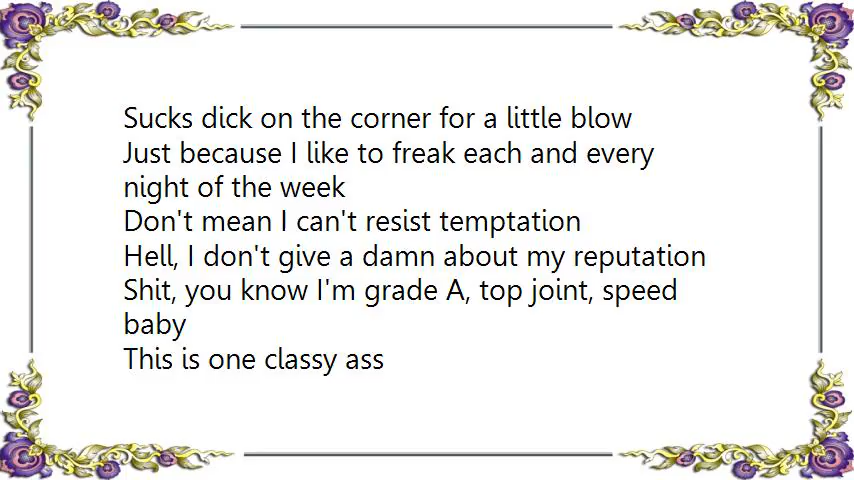 Sucks dick on the corner for a little blow
Just because I like to freak each and every
night of the week
Don't mean I can't resist temptation
Hell, I don't give a damn about my reputation
Shit, you know I'm grade A, top joint, speed
baby
This is one classy ass